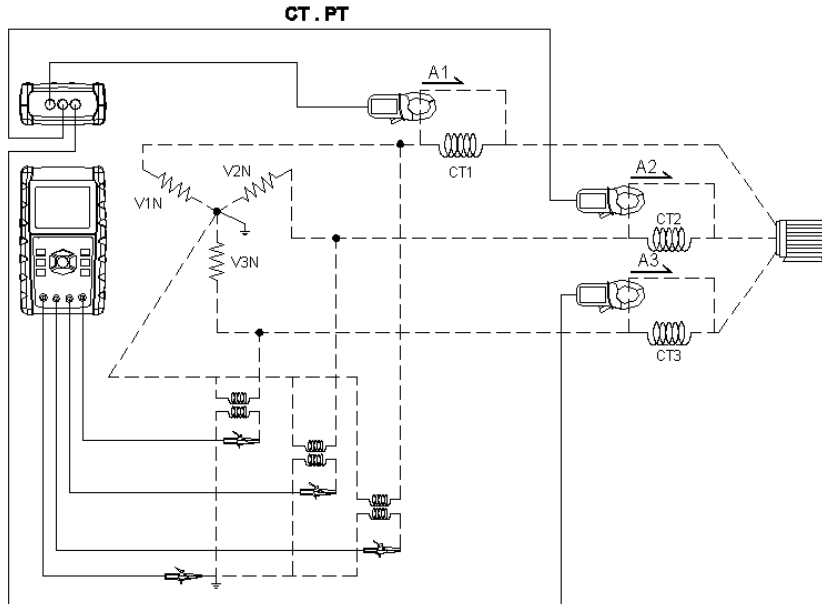 CT . PT
A1
CT1
V1N
V2N
V3N
A2
CT2
A3
CT3